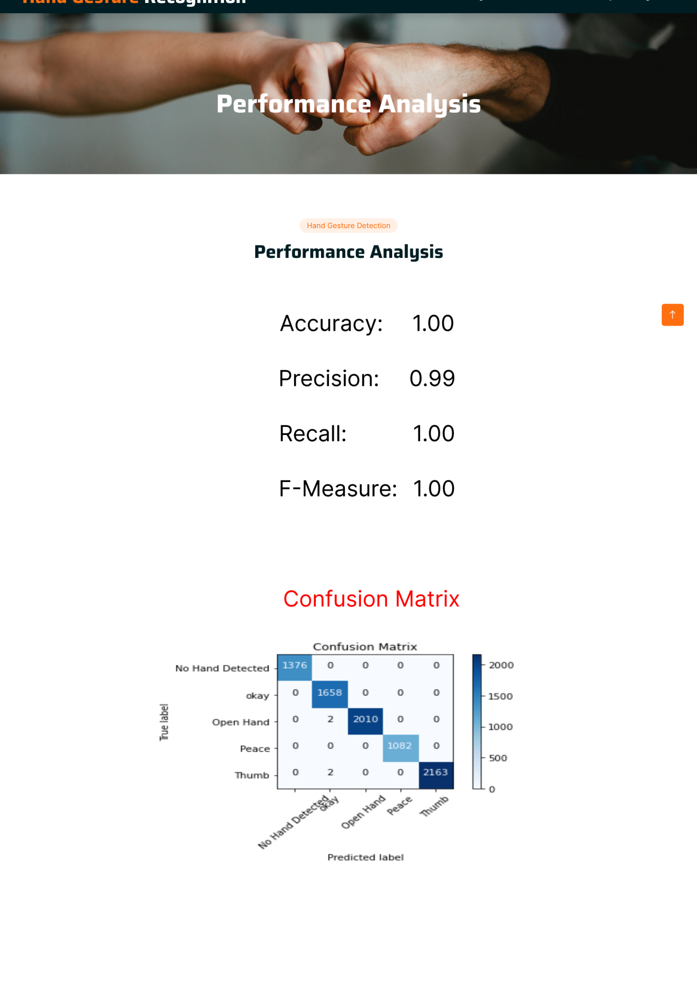 Hand Gesture Recognition
Performance Analysis
Hand Gesture Detection
Performance Analysis
Accuracy: 1.00
Precision: 0.99
Recall: 1.00
F-Measure: 1.00
Confusion Matrix
Confusion Matrix
No Hand Detected 1376 0 0 0 0
okay 0 1658 0 0 0
Open Hand 0 2 2010 0 0
Peace 0 0 0 1082 0
Thumb 0 2 0 0 2163
True label
2000
1500
1000
500
0
No Hand Detected okay Open Hand Peace Thumb
Predicted label